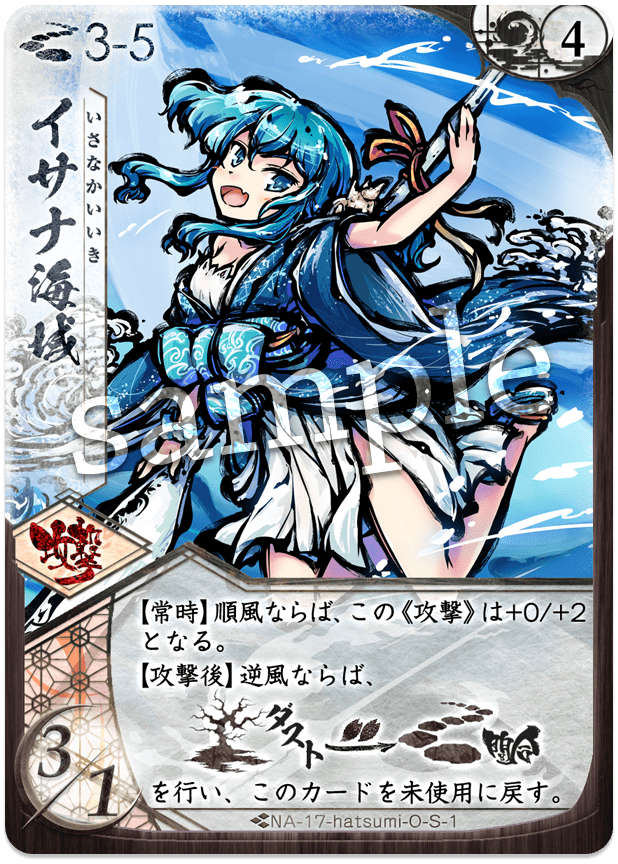 3-5
4
イサナ海域
いさなかいいき
sample
攻撃
【常時】順風ならば、この《攻撃》は+0/+2
となる。
【攻撃後】逆風ならば、
ダスト
間合
を行い、このカードを未使用に戻す。
3/1
NA-17-hatsumi-O-S-1